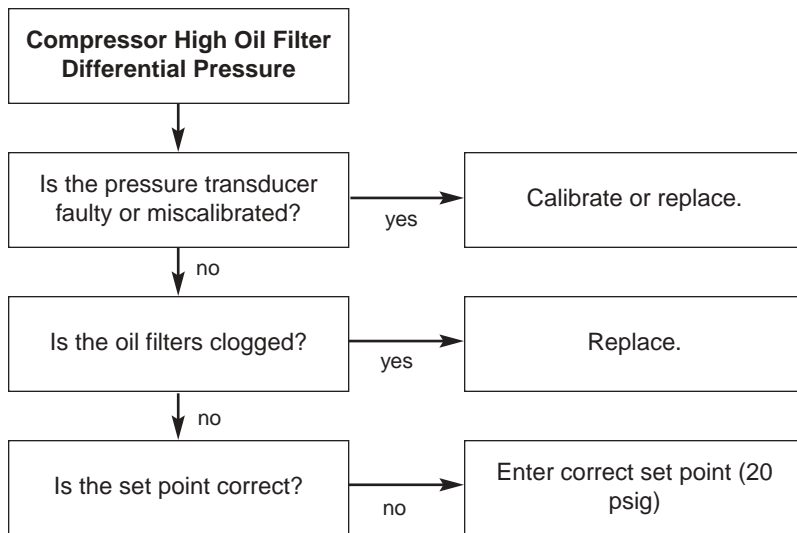 Compressor High Oil Filter
Differential Pressure
Is the pressure transducer
faulty or miscalibrated?
yes
Calibrate or replace.
no
Is the oil filters clogged?
yes
Replace.
no
Is the set point correct?
no
Enter correct set point (20
psig)